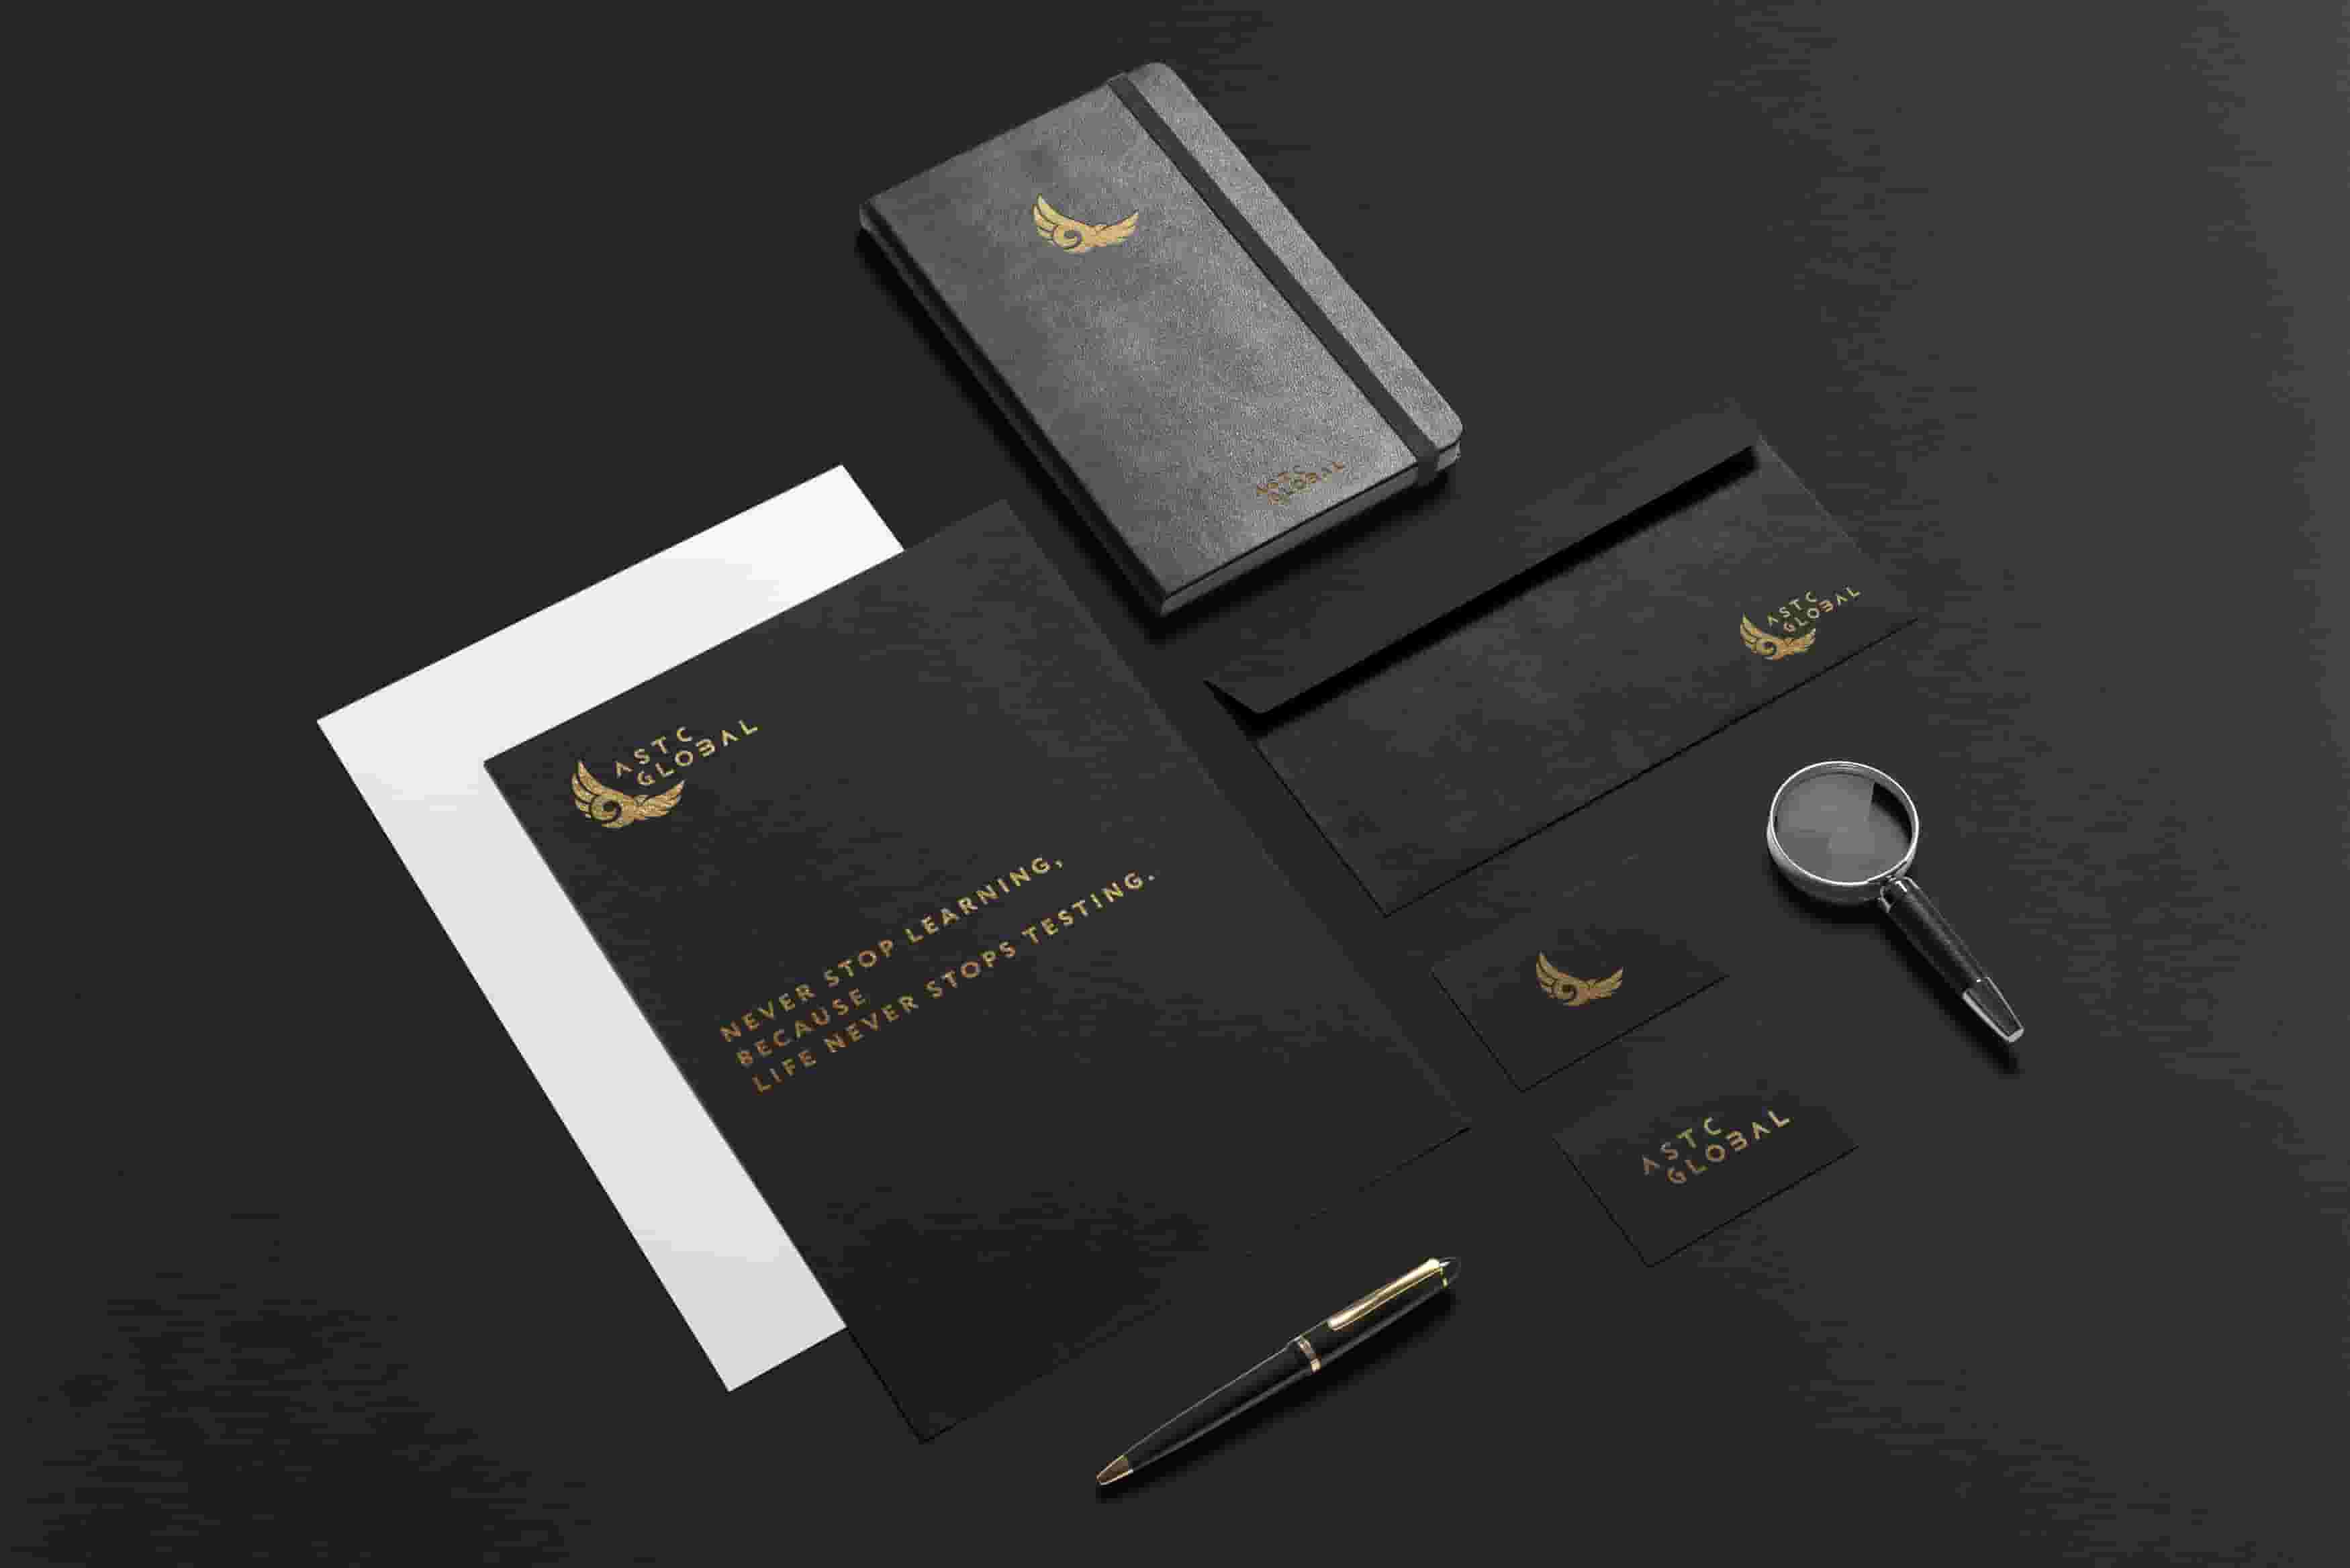 ASTC
GLOBAL
ASTC
GLOBAL
ASTC
GLOBAL
NEVER STOP LEARNING,
BECAUSE
LIFE NEVER STOPS TESTING.
ASTC
GLOBAL